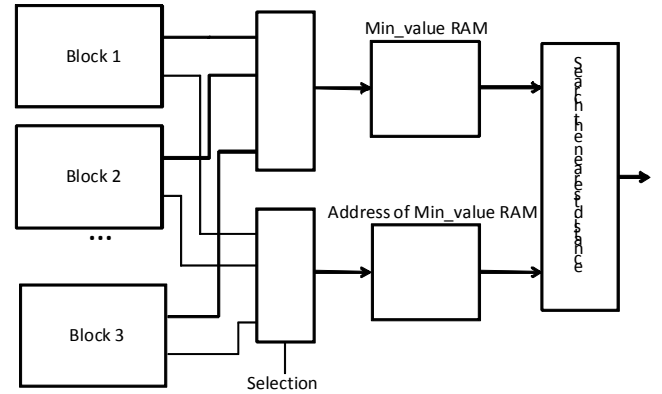 Min_value RAM
Block 1
Search the nearest distance
Block 2
Address of Min_value RAM
...
Block 3
Selection